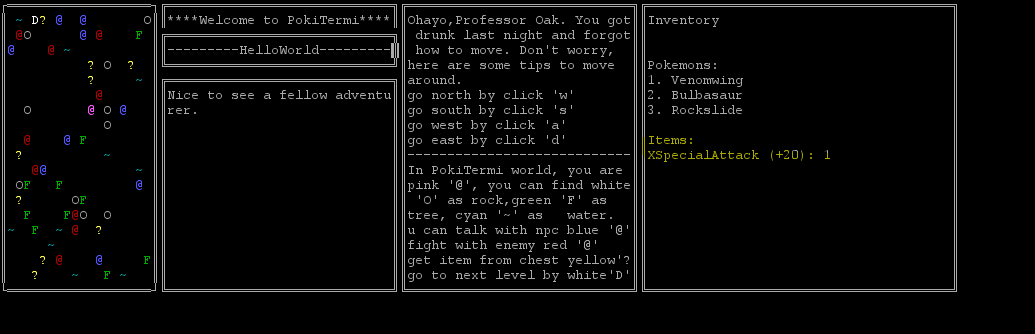 ~ D? @ @ O
@O @ @ F
@ @ ~
? O ?
? ~
@
O @ O @
O
@ @ F
? ~
@@ ~
OF F @
? OF
F F@O O
~ F ~ @ ?
~
? @ @ F
? ~ F ~
****Welcome to PokiTermi****
---------HelloWorld---------
Nice to see a fellow adventu
rer.
Ohayo,Professor Oak. You got
drunk last night and forgot
how to move. Don't worry,
here are some tips to move
around.
go north by click 'w'
go south by click 's'
go west by click 'a'
go east by click 'd'
----------------------------
In PokiTermi world, you are
pink '@', you can find white
'O' as rock,green 'F' as
tree, cyan '~' as   water.
u can talk with npc blue '@'
fight with enemy red '@'
get item from chest yellow'?
go to next level by white'D'
Inventory
Pokemons:
1. Venomwing
2. Bulbasaur
3. Rockslide
Items:
XSpecialAttack (+20): 1